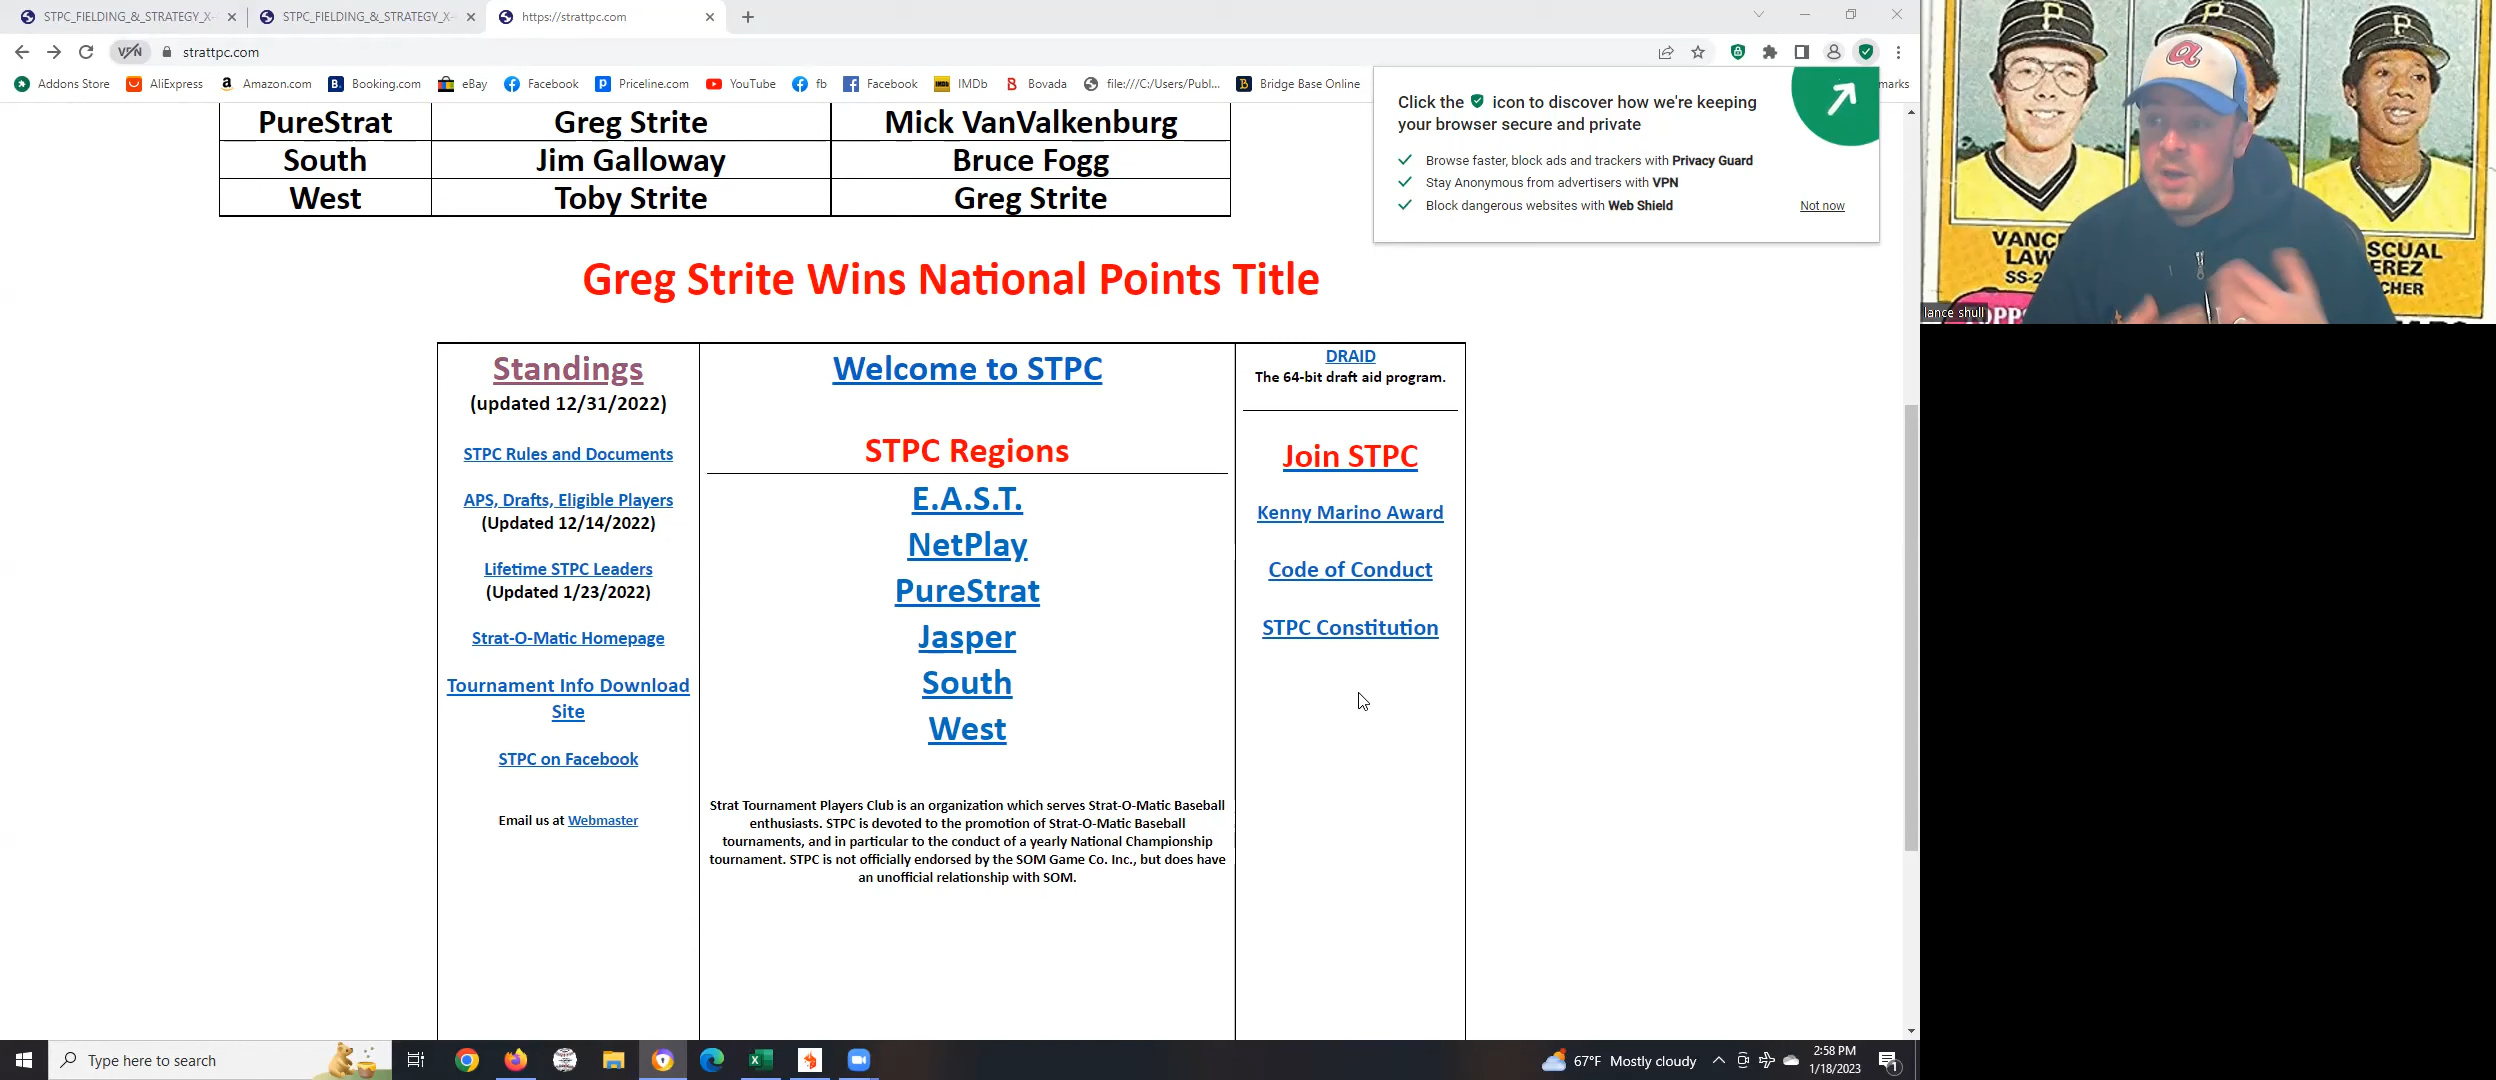 STPC_FIELDING_&_STRATEGY_X-
STPC_FIELDING_&_STRATEGY_X-
https://strattpc.com
VPN
strattpc.com
Addons Store
AliExpress
Amazon.com
Booking.com
eBay
Facebook
Priceline.com
YouTube
fb
Facebook
IMDb
Bovada
file:///C:/Users/Publ...
Bridge Base Online
marks
Click the icon to discover how we're keeping
your browser secure and private
Browse faster, block ads and trackers with Privacy Guard
Stay Anonymous from advertisers with VPN
Block dangerous websites with Web Shield
Not now
PureStrat Greg Strite Mick VanValkenburg
South Jim Galloway Bruce Fogg
West Toby Strite Greg Strite
Greg Strite Wins National Points Title
Standings
(updated 12/31/2022)
STPC Rules and Documents
APS, Drafts, Eligible Players
(Updated 12/14/2022)
Lifetime STPC Leaders
(Updated 1/23/2022)
Strat-O-Matic Homepage
Tournament Info Download
Site
STPC on Facebook
Email us at Webmaster
Welcome to STPC
STPC Regions
E.A.S.T.
NetPlay
PureStrat
Jasper
South
West
Strat Tournament Players Club is an organization which serves Strat-O-Matic Baseball
enthusiasts. STPC is devoted to the promotion of Strat-O-Matic Baseball
tournaments, and in particular to the conduct of a yearly National Championship
tournament. STPC is not officially endorsed by the SOM Game Co. Inc., but does have
an unofficial relationship with SOM.
DRAID
The 64-bit draft aid program.
Join STPC
Kenny Marino Award
Code of Conduct
STPC Constitution
P
P
P
a
VANCE
LAW
SS-2
SCUAL
EREZ
CHER
OPPS
lance shull
Type here to search
67°F Mostly cloudy
2:58 PM
1/18/2023
1